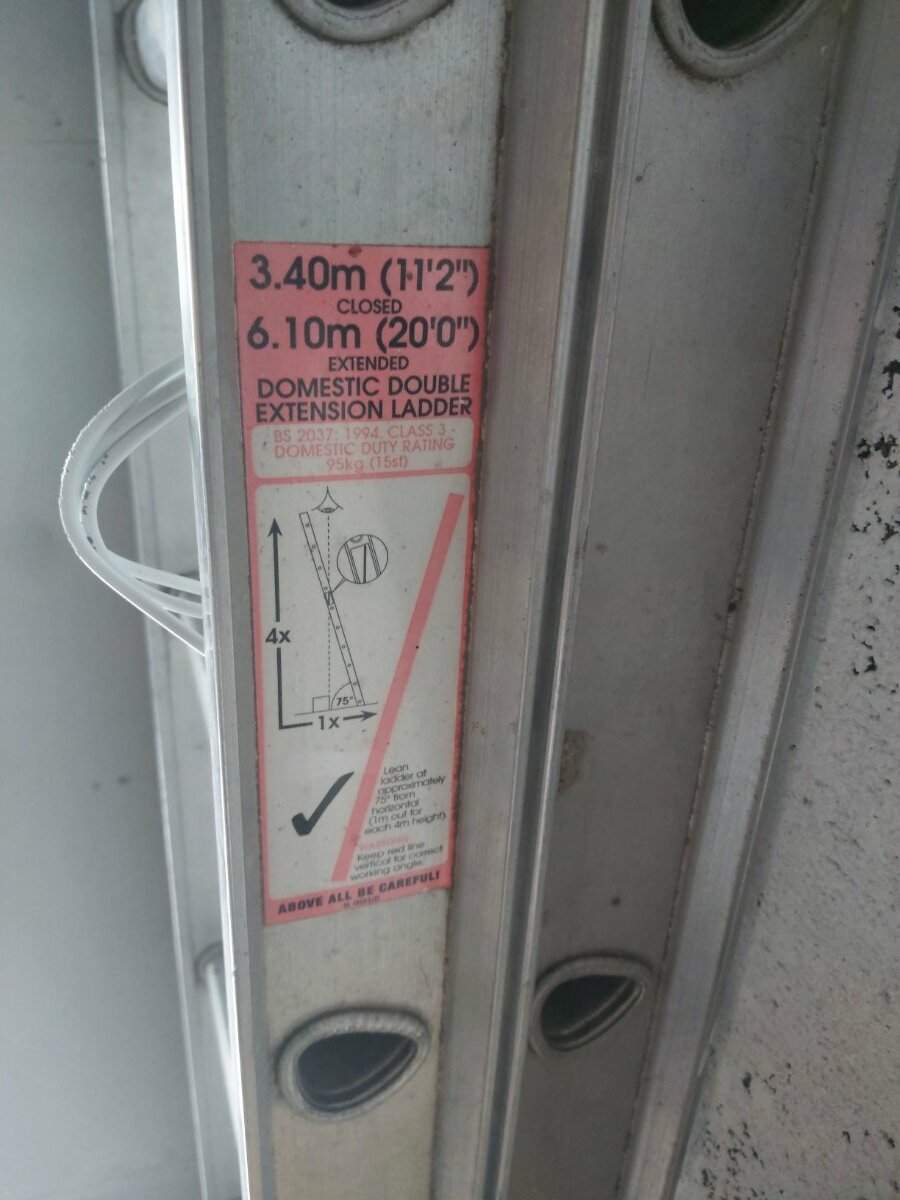 3.40m (11'2")
CLOSED
6.10m (20'0")
EXTENDED
DOMESTIC DOUBLE
EXTENSION LADDER
BS 2037: 1994. CLASS 3 -
DOMESTIC DUTY RATING
95kg (15st)
4x
75°
1x
Lean
ladder at
approximately
75° from
horizontal
(1m out for
each 4m height).
WARNING
Keep red line
vertical for correct
working angle.
ABOVE ALL BE CAREFUL!